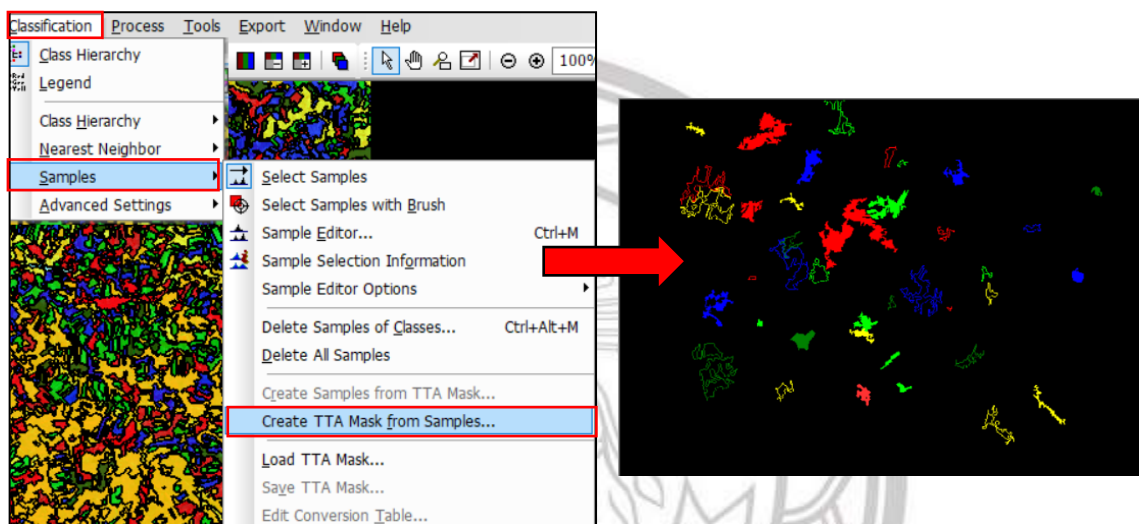 Classification Process Tools Export Window Help
Class Hierarchy
Legend
100%
Class Hierarchy
Nearest Neighbor
Samples
Advanced Settings
Select Samples
Select Samples with Brush
Sample Editor... Ctrl+M
Sample Selection Information
Sample Editor Options
Delete Samples of Classes... Ctrl+Alt+M
Delete All Samples
Create Samples from TTA Mask...
Create TTA Mask from Samples...
Load TTA Mask...
Save TTA Mask...
Edit Conversion Table...